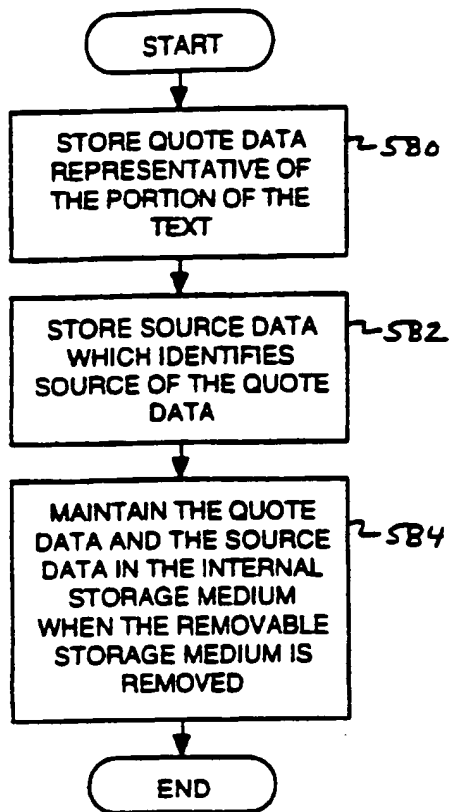 START
STORE QUOTE DATA
REPRESENTATIVE OF
THE PORTION OF THE
TEXT
580
STORE SOURCE DATA
WHICH IDENTIFIES
SOURCE OF THE QUOTE
DATA
582
MAINTAIN THE QUOTE
DATA AND THE SOURCE
DATA IN THE INTERNAL
STORAGE MEDIUM
WHEN THE REMOVABLE
STORAGE MEDIUM IS
REMOVED
584
END